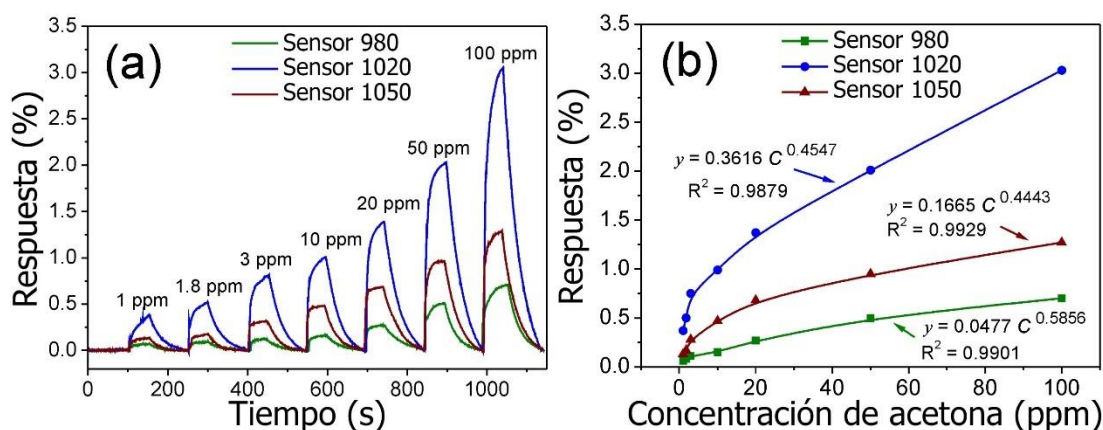 (a)
Sensor 980
Sensor 1020
Sensor 1050
100 ppm
50 ppm
20 ppm
10 ppm
3 ppm
1.8 ppm
1 ppm
3.5
3.0
2.5
2.0
1.5
1.0
0.5
0.0
Respuesta (%)
0 200 400 600 800 1000
Tiempo (s)
(b)
Sensor 980
Sensor 1020
Sensor 1050
y = 0.3616 C^0.4547
R² = 0.9879
y = 0.1665 C^0.4443
R² = 0.9929
y = 0.0477 C^0.5856
R² = 0.9901
3.5
3.0
2.5
2.0
1.5
1.0
0.5
0.0
Respuesta (%)
0 20 40 60 80 100
Concentración de acetona (ppm)